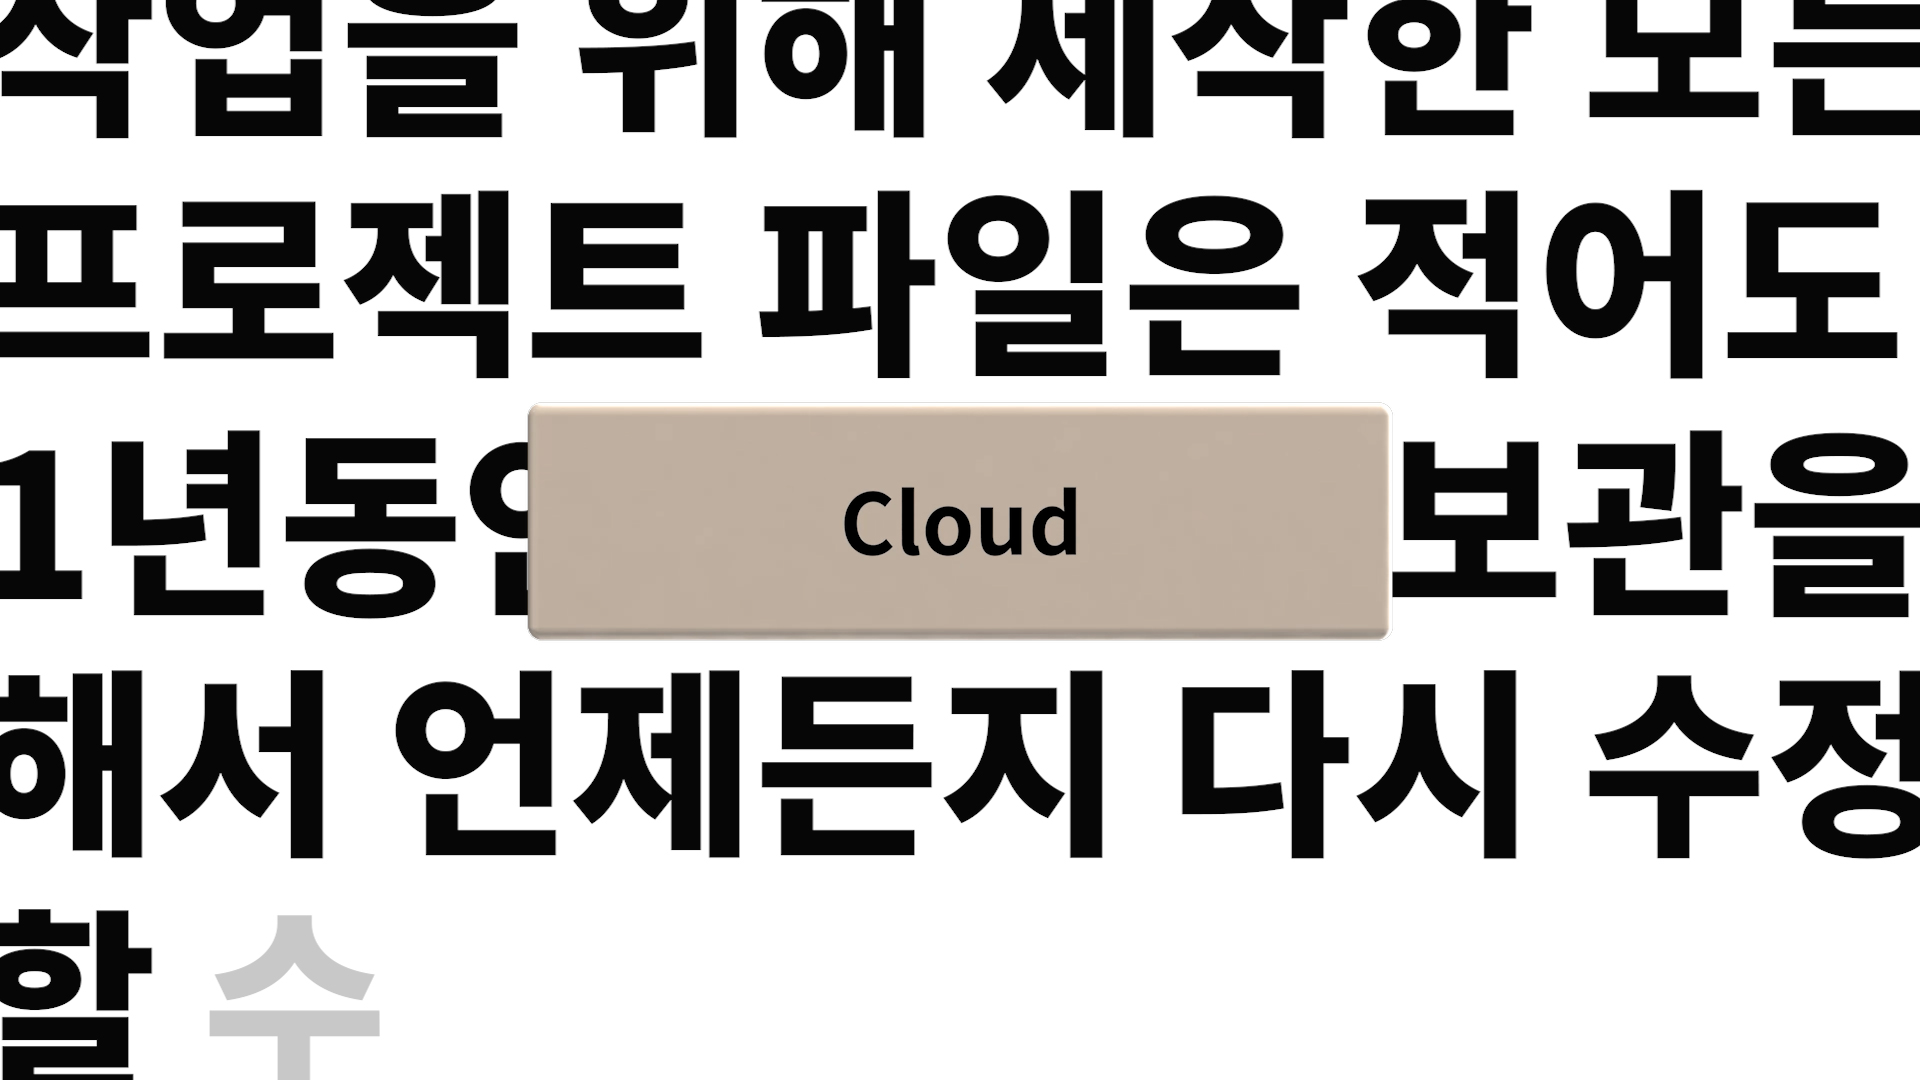 작업을 위해 제작한 모든
프로젝트 파일은 적어도
1년동안 보관을
Cloud
해서 언제든지 다시 수정
할 수